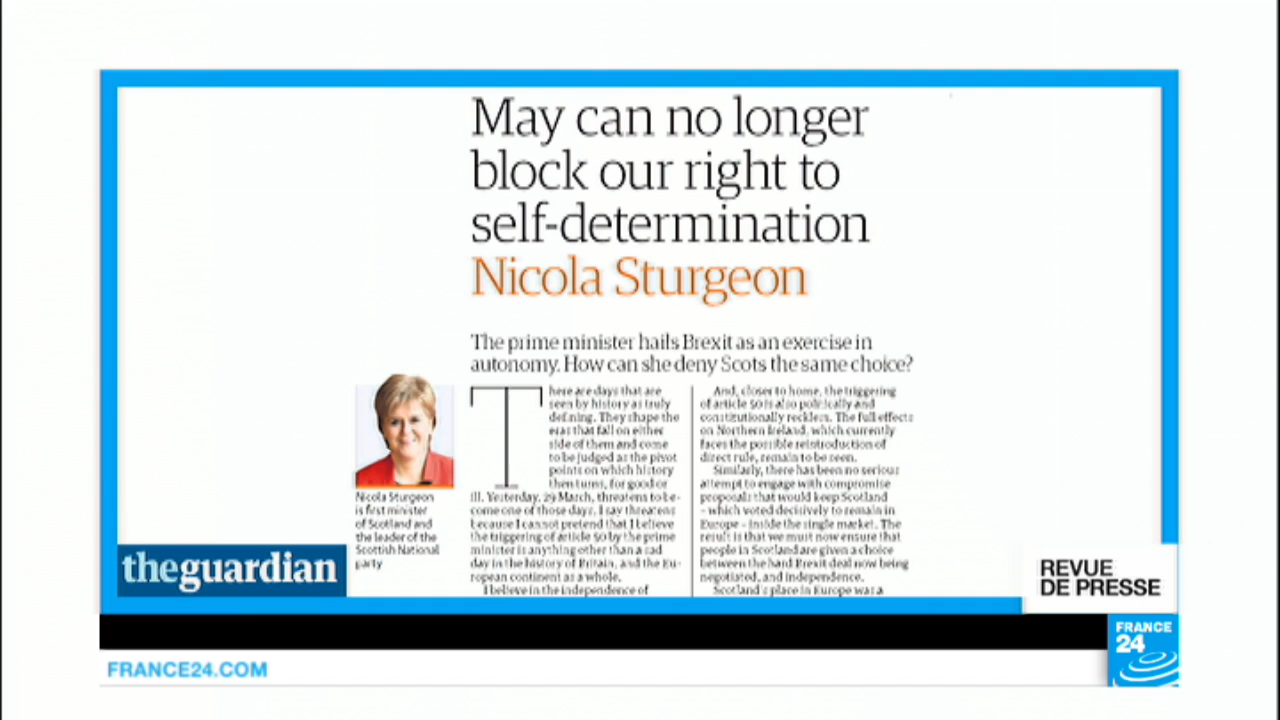 May can no longer
block our right to
self-determination
Nicola Sturgeon
The prime minister hails Brexit as an exercise in
autonomy. How can she deny Scots the same choice?
There are days that are
seen by history as truly
defining. They shape the
eras that fall on either
side of them and come
to be judged as the pivot
points on which history
then turns, for good or
ill. Yesterday, 29 March, threatens to be-
come one of those days. I say threatens
because I cannot pretend that I believe
the triggering of article 50 by the prime
minister is anything other than a sad
day in the history of Britain, and the Eu-
ropean continent as a whole.
I believe in the independence of
And, closer to home, the triggering
of article 50 is also politically and
constitutionally reckless. The full effects
on Northern Ireland, which currently
faces the possible reintroduction of
direct rule, remain to be seen.
Similarly, there has been no serious
attempt to engage with compromise
proposals that would keep Scotland
– which voted decisively to remain in
Europe – inside the single market. The
result is that we must now ensure that
people in Scotland are given a choice
between the hard Brexit deal now being
negotiated, and independence.
Scotland's place in Europe was a
Nicola Sturgeon
is first minister
of Scotland and
the leader of the
Scottish National
party
theguardian
REVUE
DE PRESSE
FRANCE
24
FRANCE24.COM